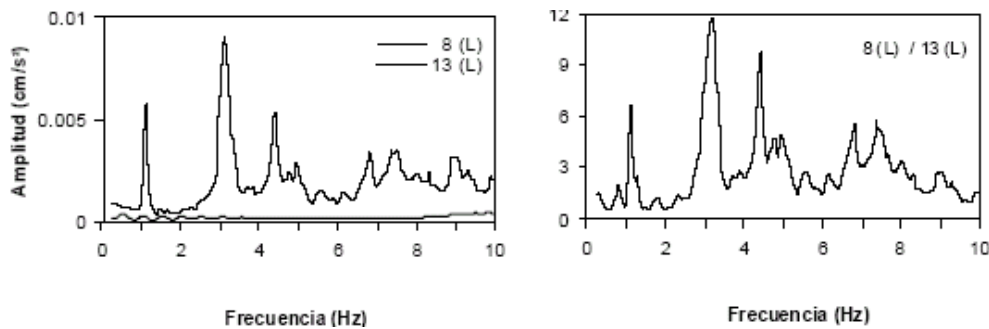 0.01
8 (L)
13 (L)
0.005
0
Amplitud (cm/s²)
0 2 4 6 8 10
Frecuencia (Hz)
12
8 (L) / 13 (L)
9
6
3
0
0 2 4 6 8 10
Frecuencia (Hz)